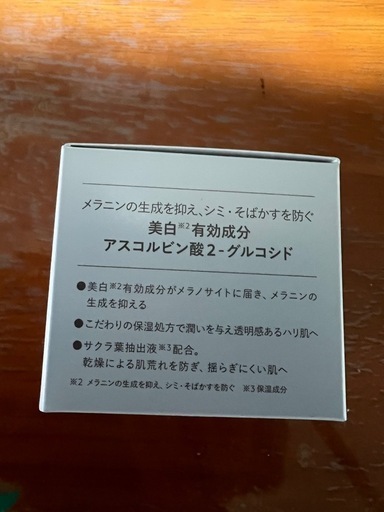 メラニンの生成を抑え、シミ・そばかすを防ぐ
美白※2有効成分
アスコルビン酸2-グルコシド
●美白※2有効成分がメラノサイトに届き、メラニンの
生成を抑える
●こだわりの保湿処方で潤いを与え透明感あるハリ肌へ
●サクラ葉抽出液※3配合。
乾燥による肌荒れを防ぎ、揺らぎにくい肌へ
※2 メラニンの生成を抑え、シミ・そばかすを防ぐ ※3 保湿成分